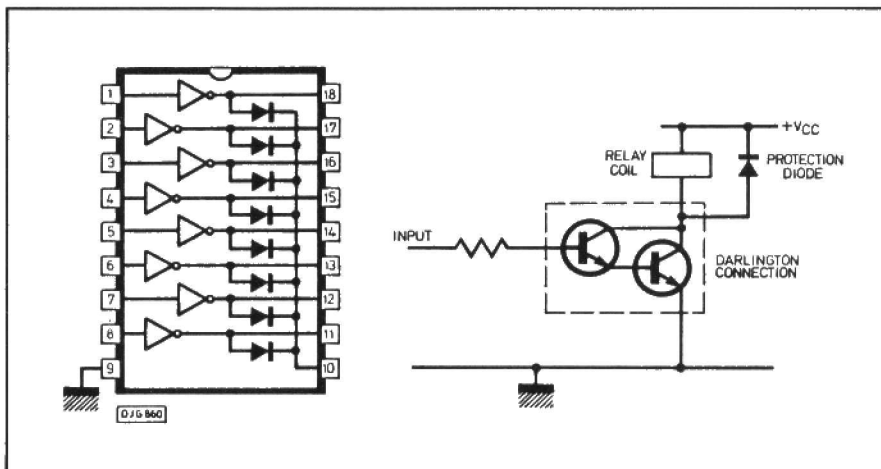 1
2
3
4
5
6
7
8
9
18
17
16
15
14
13
12
11
10
DJG860
+VCC
RELAY
COIL
PROTECTION
DIODE
INPUT
DARLINGTON
CONNECTION